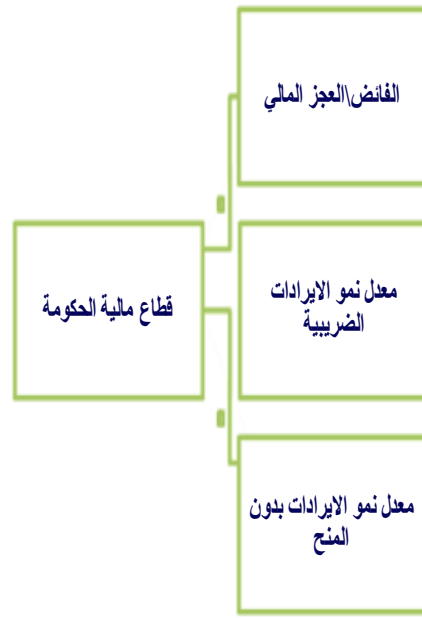 الفائض\العجز المالي
معدل نمو الايرادات
الضريبية
قطاع مالية الحكومة
معدل نمو الايرادات بدون
المنح